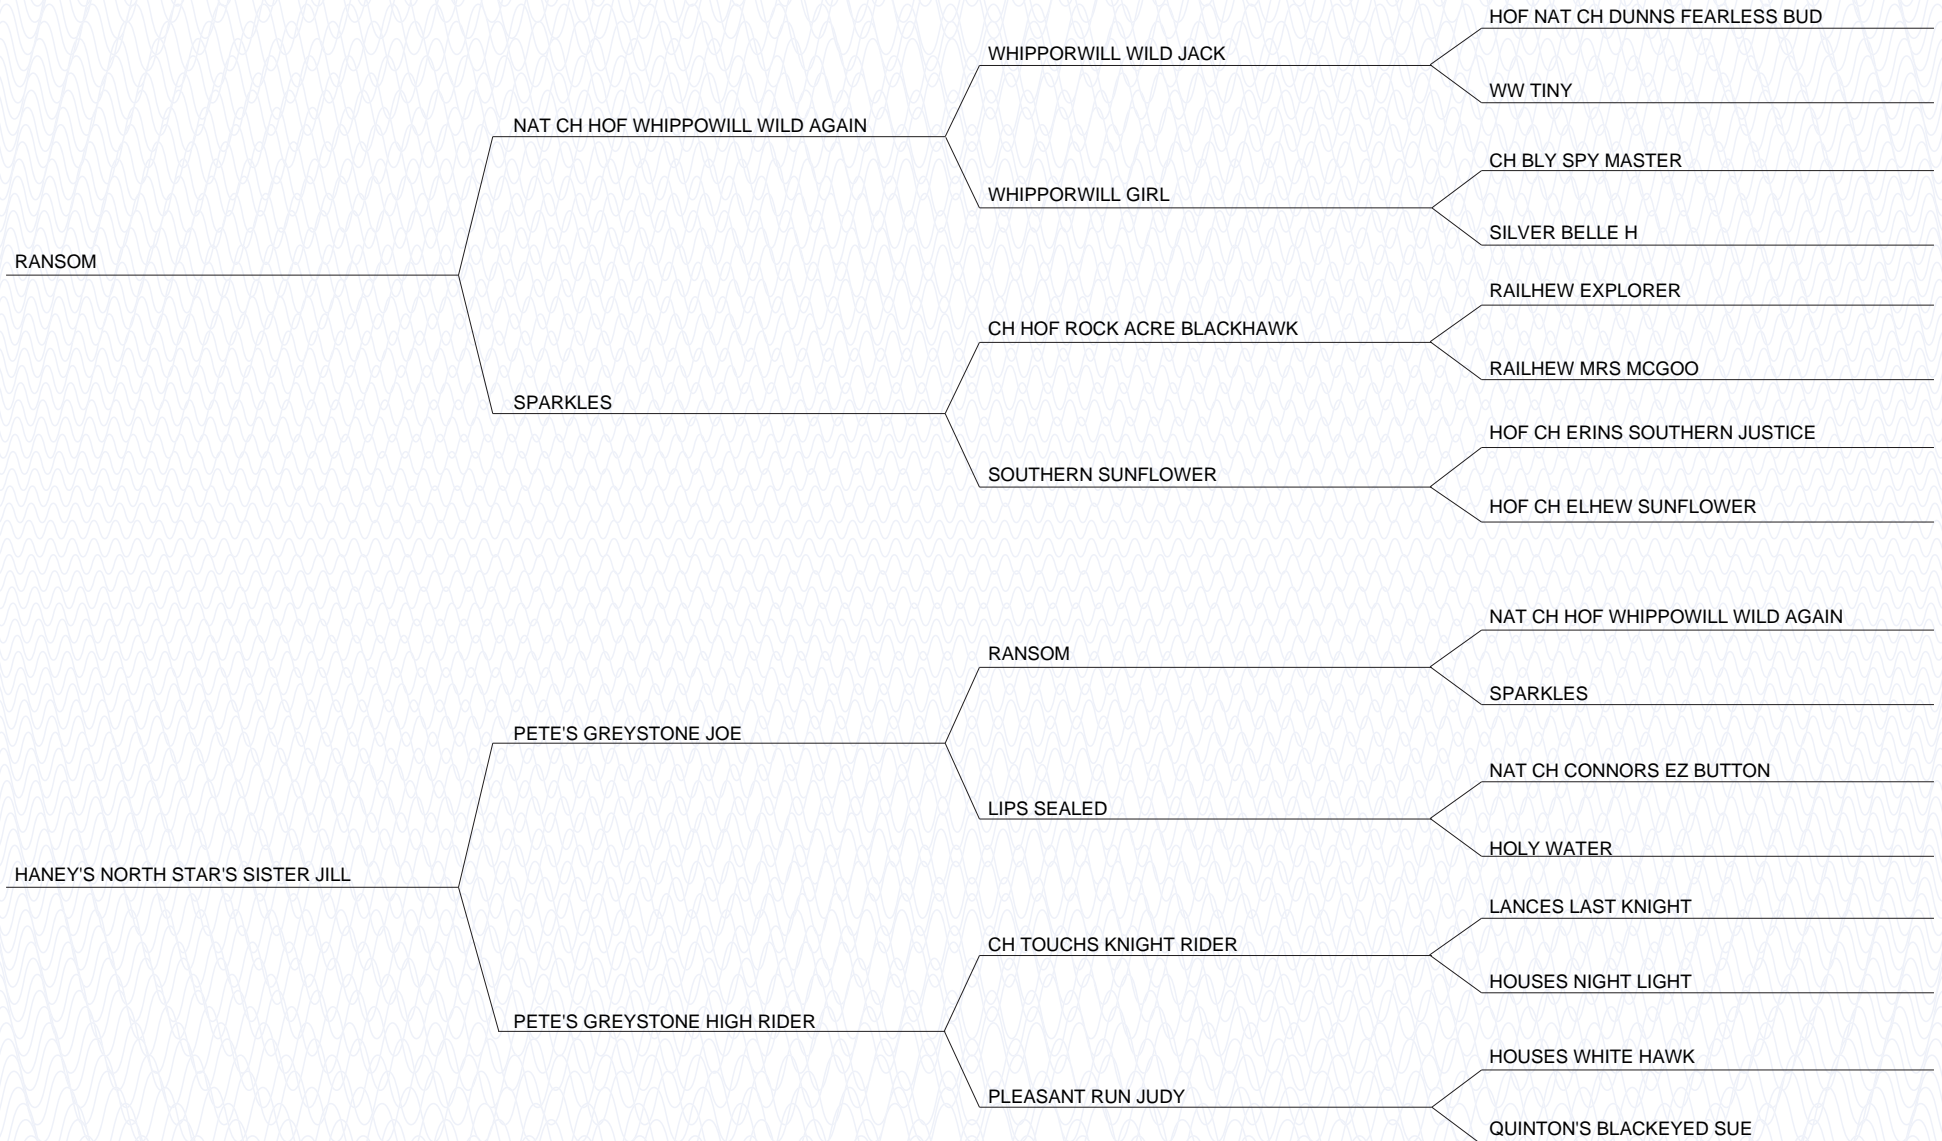 RANSOM
NAT CH HOF WHIPPOWILL WILD AGAIN
WHIPPORWILL WILD JACK
HOF NAT CH DUNNS FEARLESS BUD
WW TINY
WHIPPORWILL GIRL
CH BLY SPY MASTER
SILVER BELLE H
SPARKLES
CH HOF ROCK ACRE BLACKHAWK
RAILHEW EXPLORER
RAILHEW MRS MCGOO
SOUTHERN SUNFLOWER
HOF CH ERINS SOUTHERN JUSTICE
HOF CH ELHEW SUNFLOWER
HANEY'S NORTH STAR'S SISTER JILL
PETE'S GREYSTONE JOE
RANSOM
NAT CH HOF WHIPPOWILL WILD AGAIN
SPARKLES
LIPS SEALED
NAT CH CONNORS EZ BUTTON
HOLY WATER
PETE'S GREYSTONE HIGH RIDER
CH TOUCHS KNIGHT RIDER
LANCES LAST KNIGHT
HOUSES NIGHT LIGHT
PLEASANT RUN JUDY
HOUSES WHITE HAWK
QUINTON'S BLACKEYED SUE